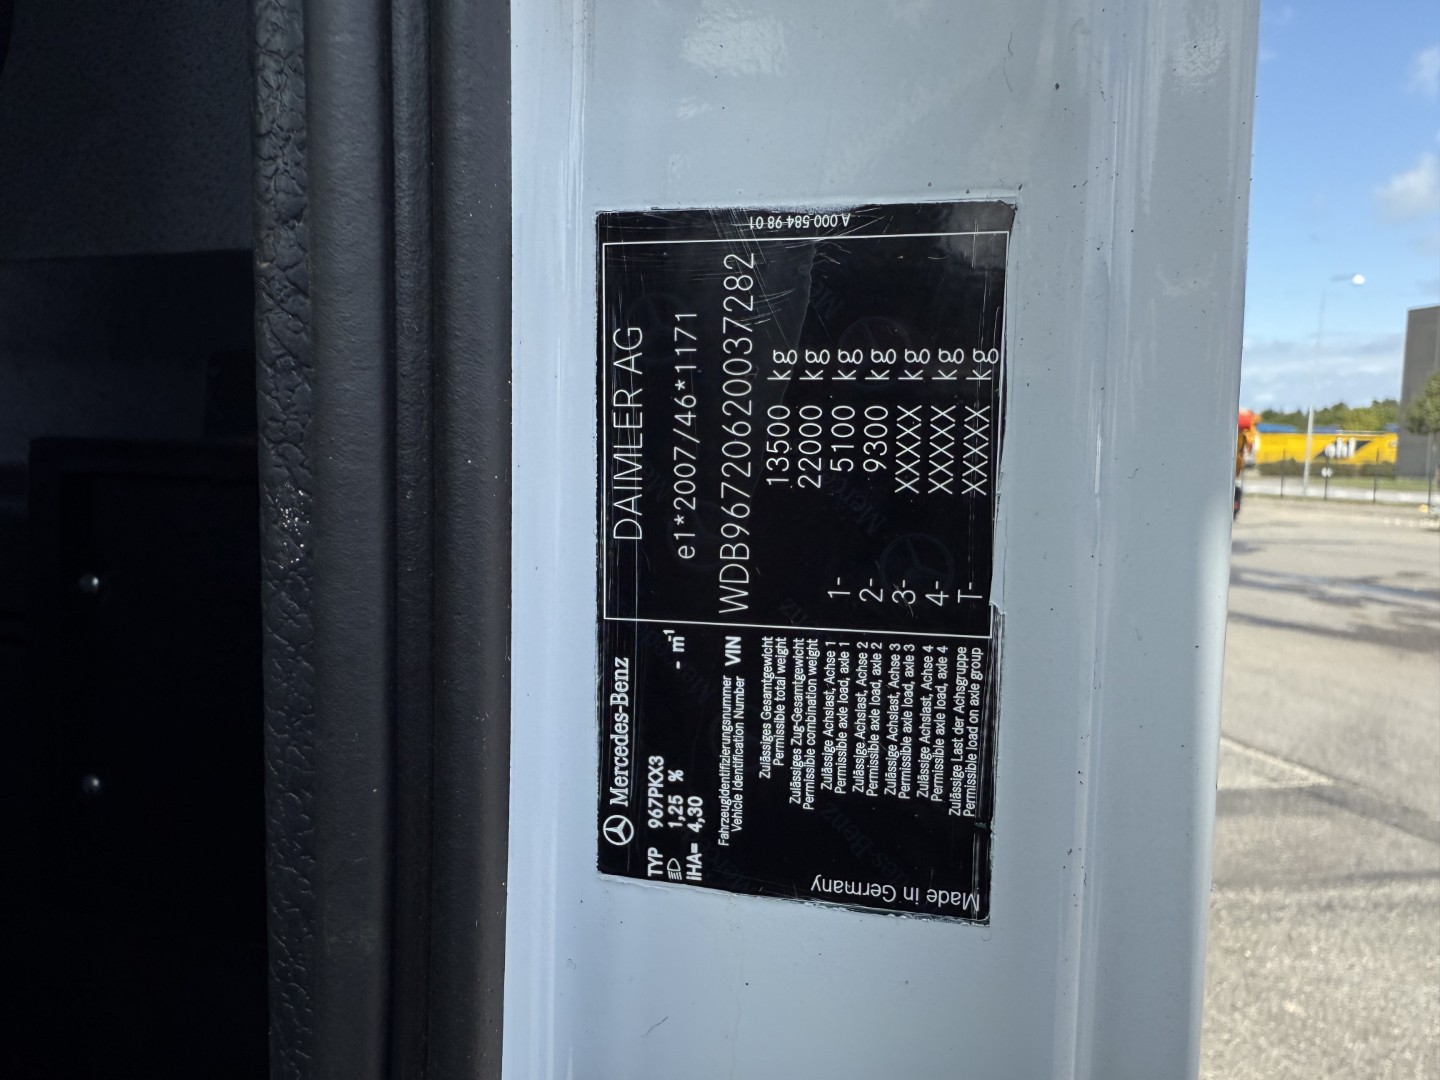 A 000 584 98 01
Mercedes-Benz DAIMLER AG
TYP 967PKXX3 - m-1
1,25 % e1*2007/46*1171
iHA= 4,30
Fahrzeugidentifizierungsnummer
Vehicle Identification Number VIN WDB9672062003​7282
Zulässiges Gesamtgewicht
Permissible total weight 13500 kg
Zulässiges Zug-Gesamtgewicht
Permissible combination weight 22000 kg
Zulässige Achslast, Achse 1
Permissible axle load, axle 1 1- 5100 kg
Zulässige Achslast, Achse 2
Permissible axle load, axle 2 2- 9300 kg
Zulässige Achslast, Achse 3
Permissible axle load, axle 3 3- XXXXX kg
Zulässige Achslast, Achse 4
Permissible axle load, axle 4 4- XXXXX kg
Zulässige Last der Achsgruppe
Permissible load on axle group T- XXXXX kg
Made in Germany